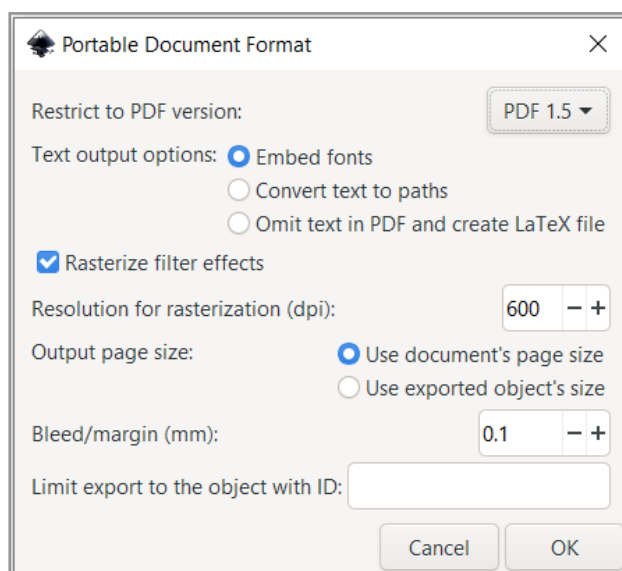 Portable Document Format
Restrict to PDF version: PDF 1.5
Text output options: Embed fonts
Convert text to paths
Omit text in PDF and create LaTeX file
Rasterize filter effects
Resolution for rasterization (dpi): 600
Output page size: Use document's page size
Use exported object's size
Bleed/margin (mm): 0.1
Limit export to the object with ID:
Cancel OK